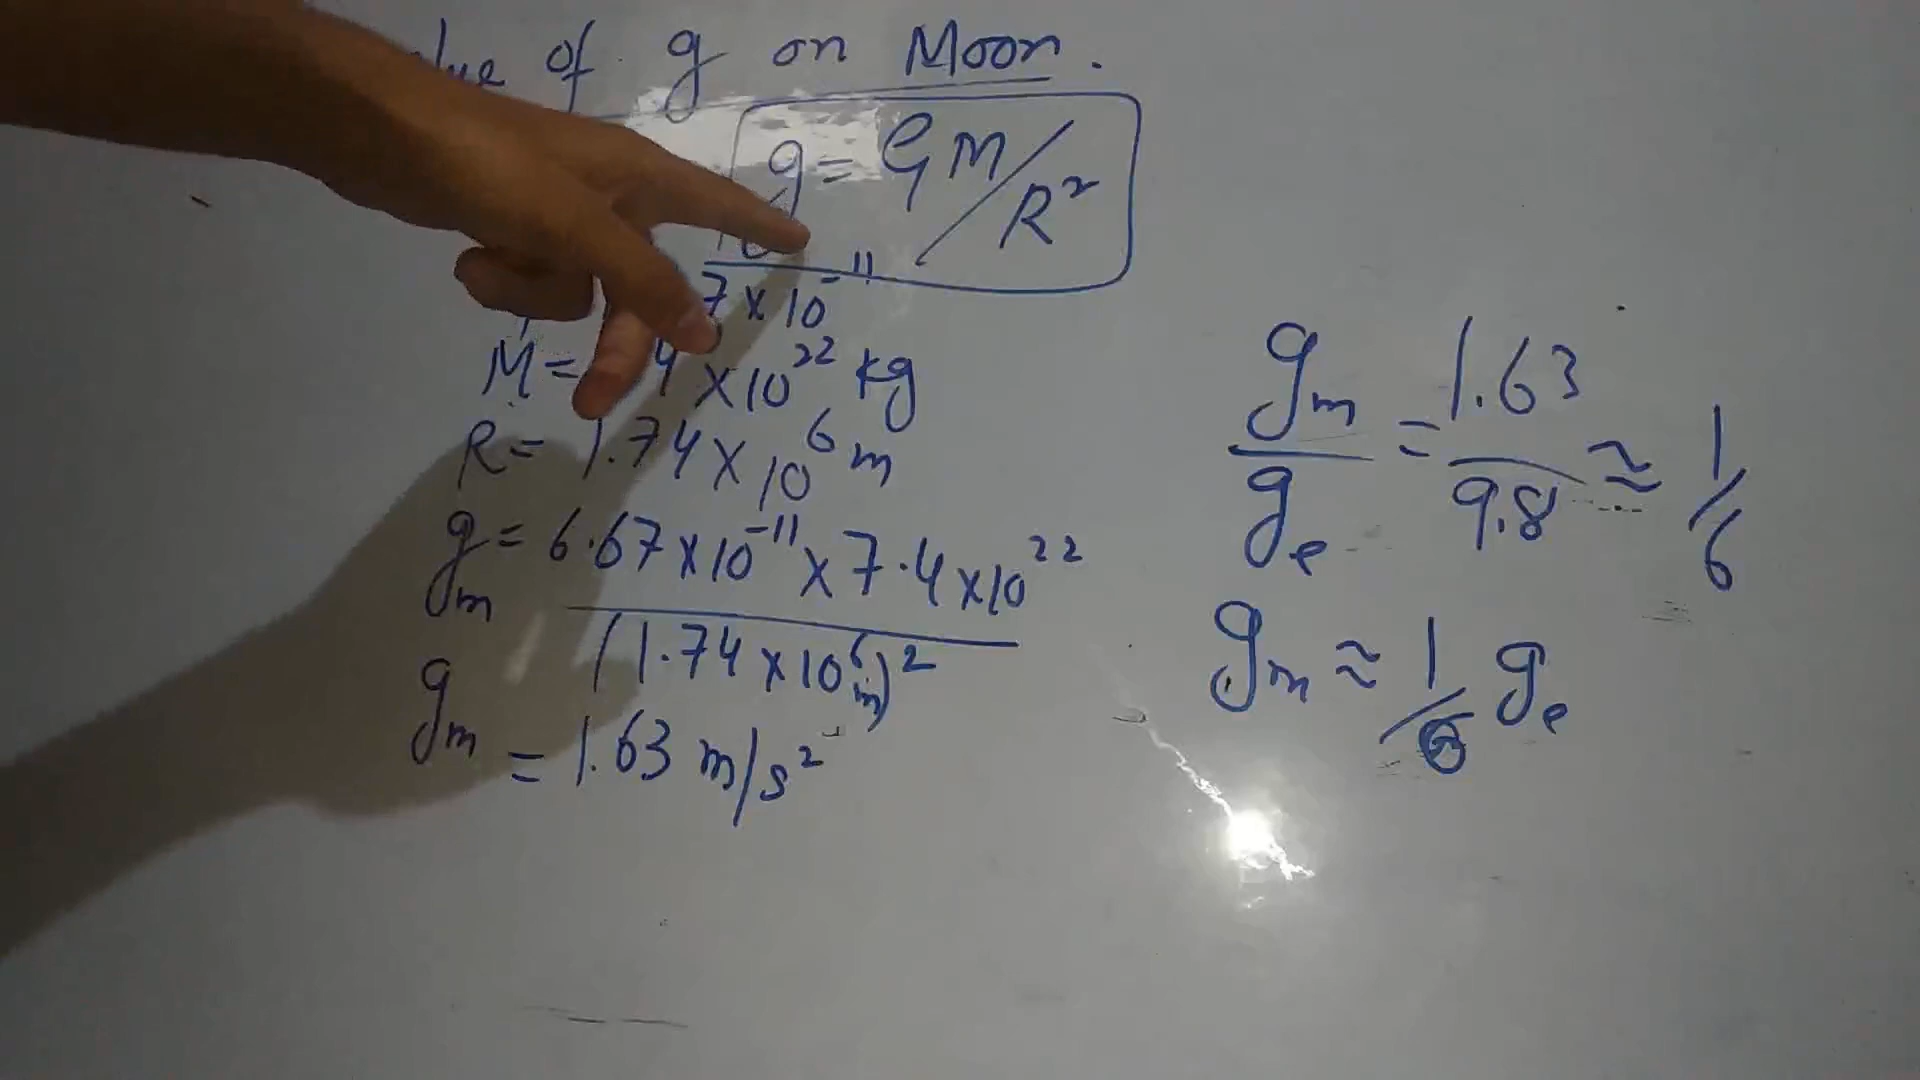 of g on Moon.
g = GM/R²
7 × 10⁻¹¹
M = 4 × 10²² kg
R = 1.74 × 10⁶ m
gₘ = 6.67 × 10⁻¹¹ × 7.4 × 10²²
(1.74 × 10⁶ m)²
gₘ = 1.63 m/s²
gₘ/gₑ = 1.63/9.8 ≈ 1/6
gₘ ≈ 1/6 gₑ